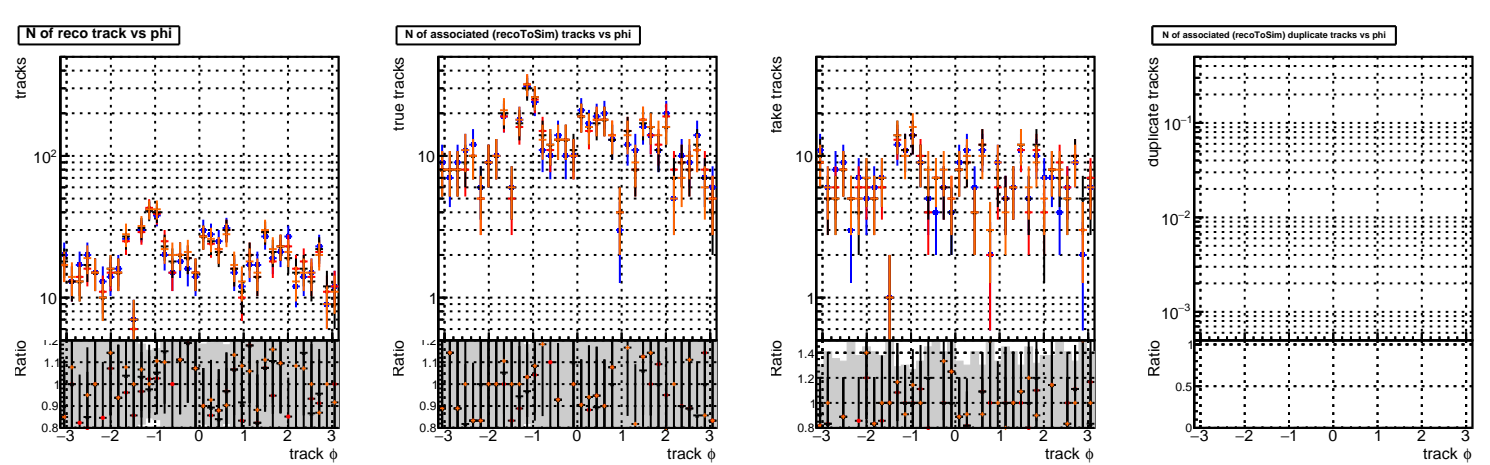 N of reco track vs phi
tracks
10²
10
Ratio
1.2
1.1
1
0.9
0.8
−3 −2 −1 0 1 2 3
track ϕ
N of associated (recoToSim) tracks vs phi
true tracks
10
1
Ratio
1.2
1.1
1
0.9
0.8
−3 −2 −1 0 1 2 3
track ϕ
fake tracks
10
1
Ratio
1.4
1.2
1
0.8
−3 −2 −1 0 1 2 3
track ϕ
N of associated (recoToSim) duplicate tracks vs phi
duplicate tracks
10⁻¹
10⁻²
10⁻³
Ratio
1
0.5
0
−3 −2 −1 0 1 2 3
track ϕ